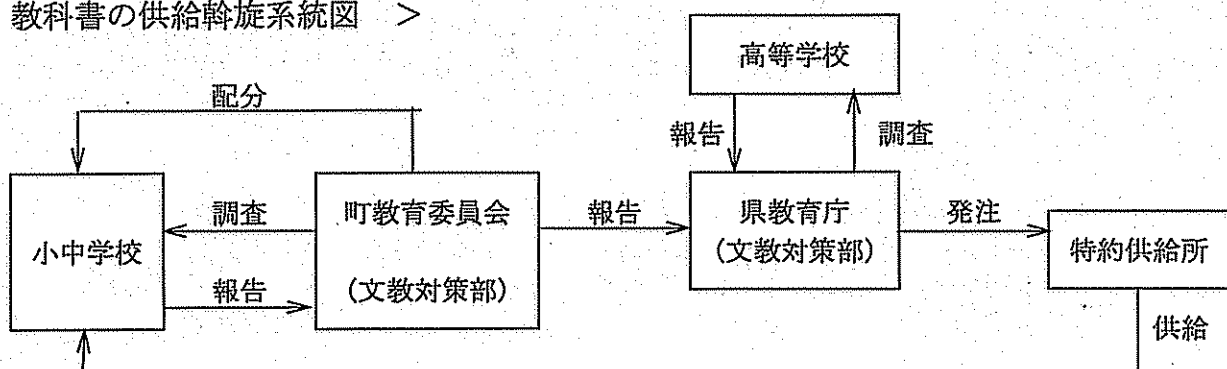 教科書の供給斡旋系統図 >
高等学校
配分
報告
調査
小中学校
調査
報告
町教育委員会
(文教対策部)
報告
県教育庁
(文教対策部)
発注
特約供給所
供給